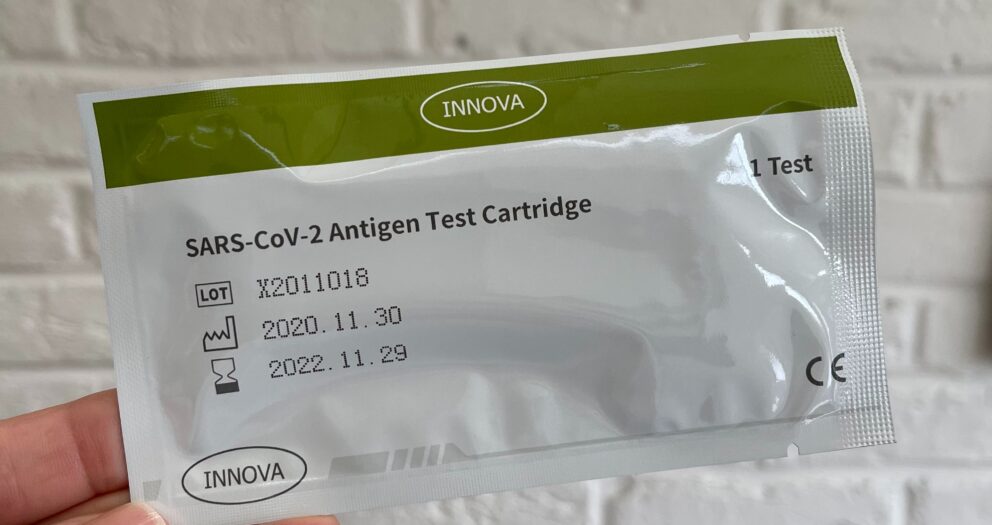 INNOVA
1 Test
SARS-CoV-2 Antigen Test Cartridge
LOT X2011018
2020.11.30
2022.11.29
CE
INNOVA